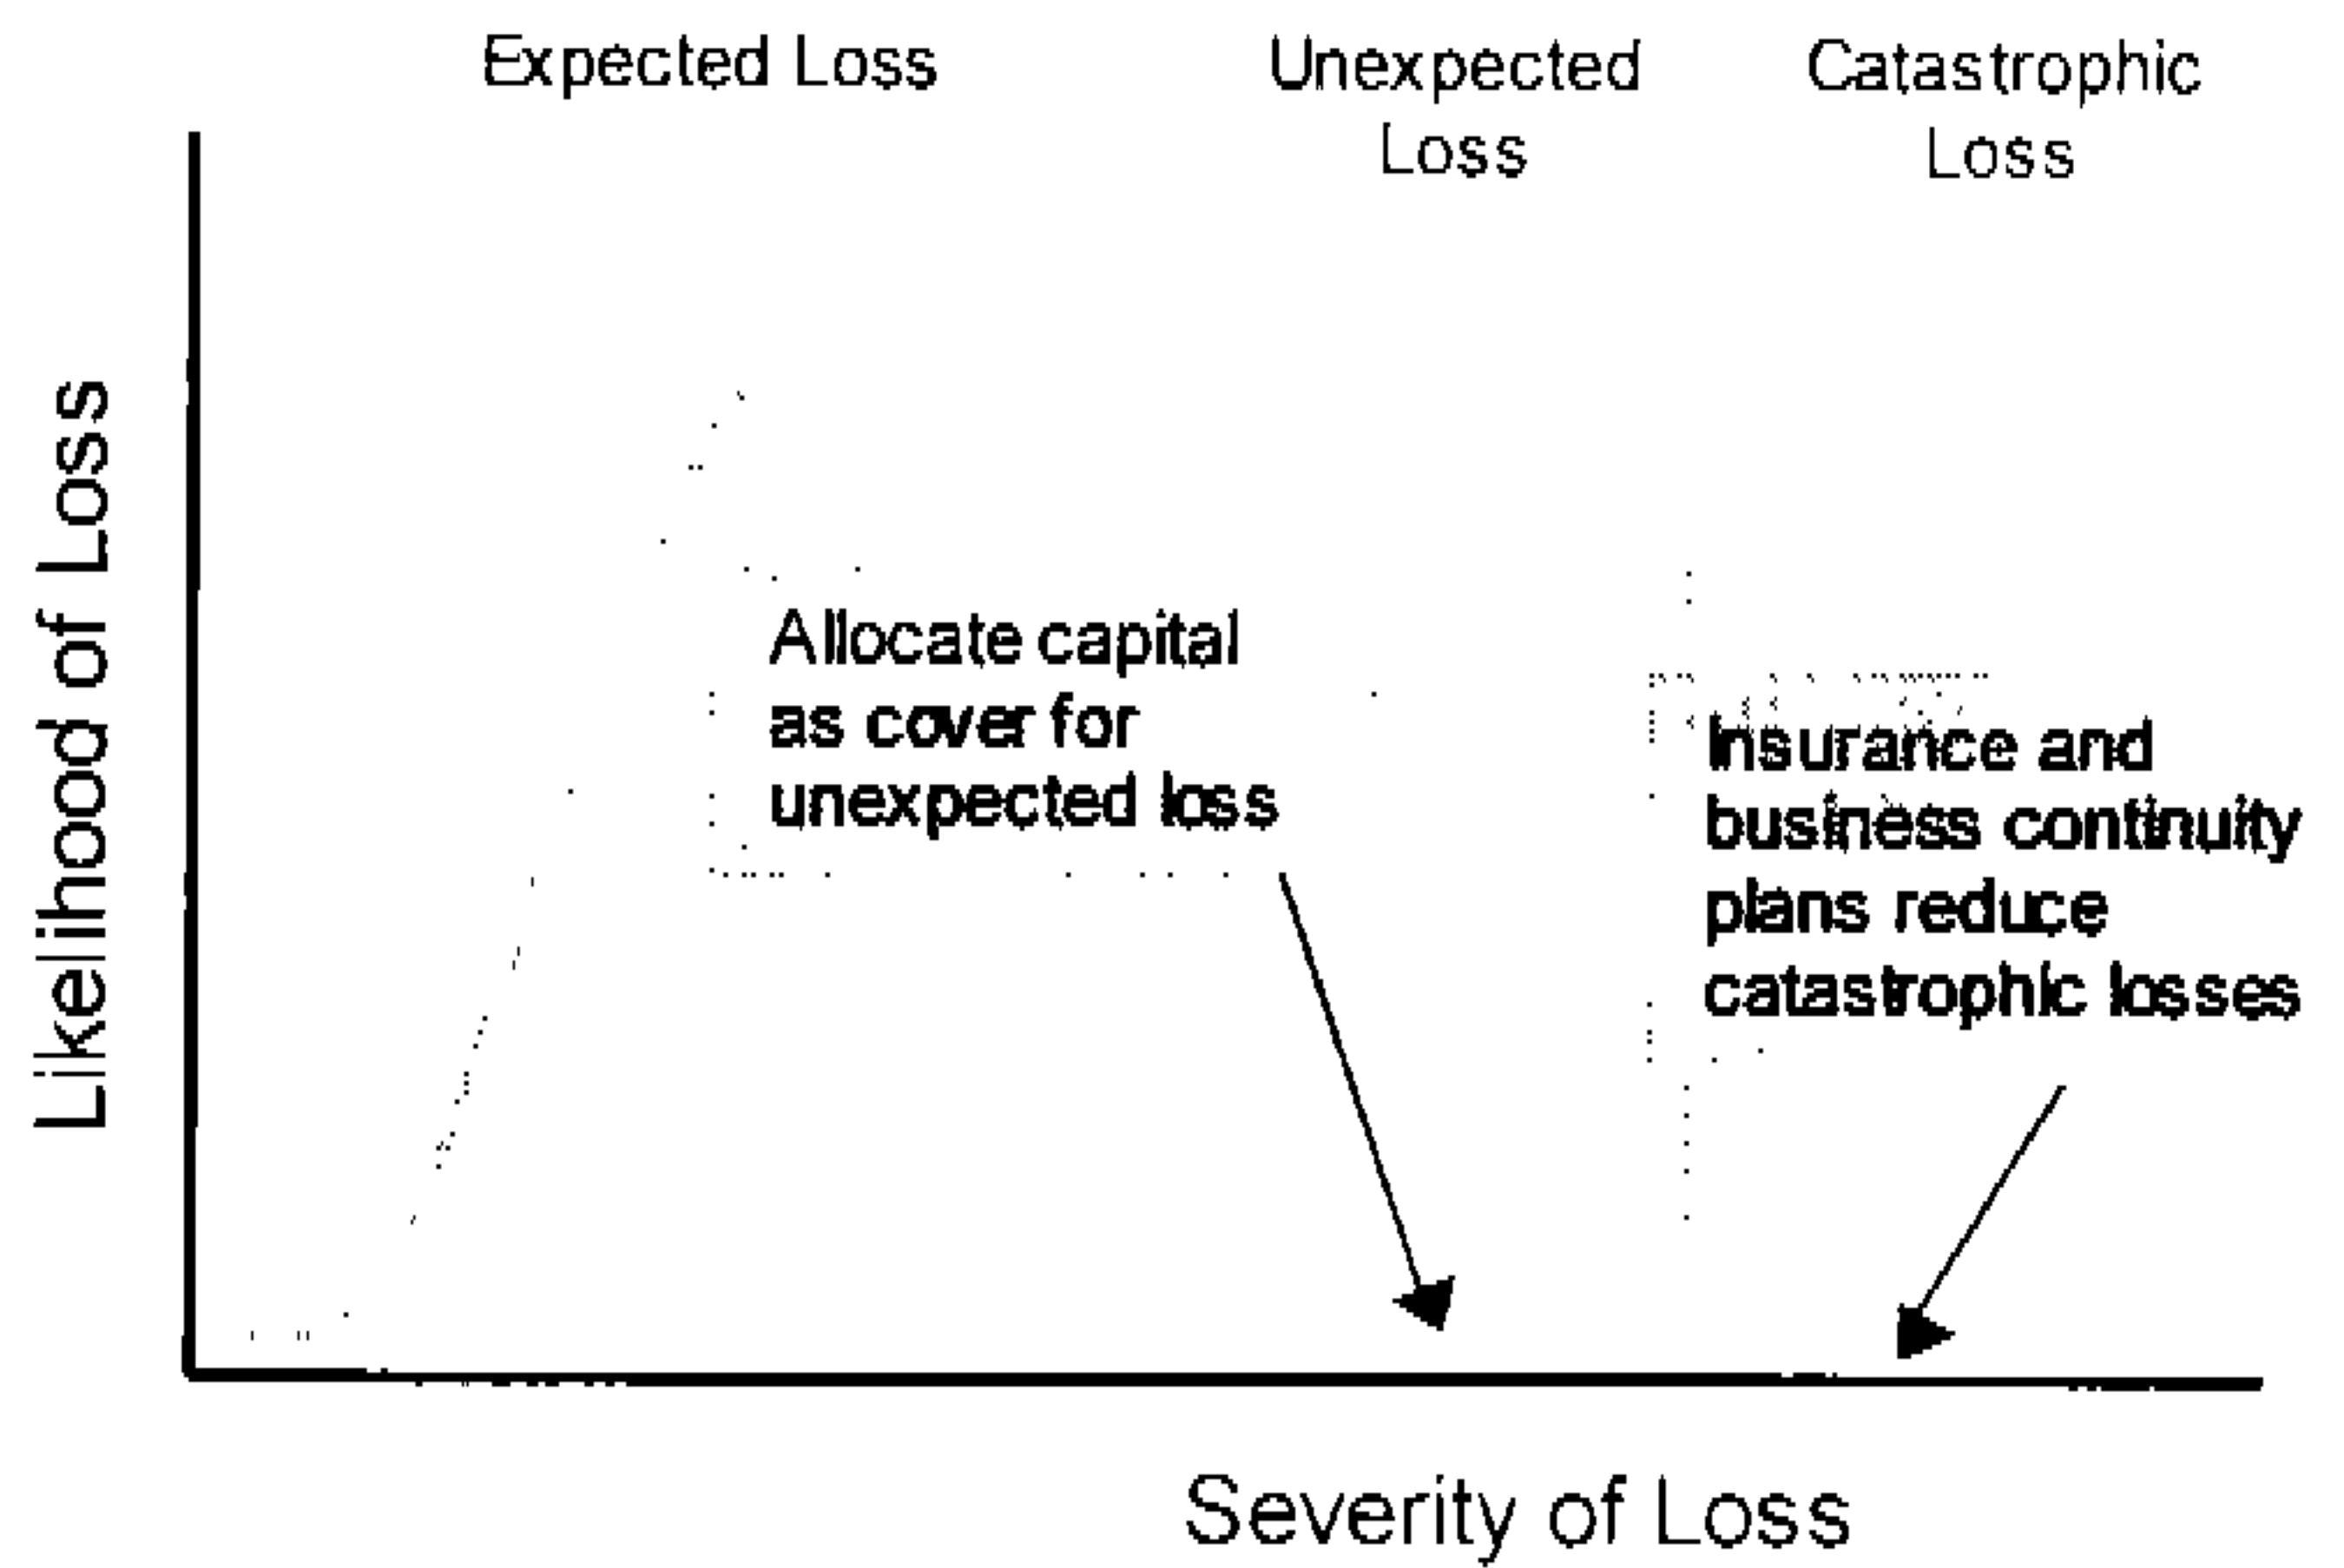 Expected Loss
Unexpected
Loss
Catastrophic
Loss
Likelihood of Loss
Allocate capital
as cover for
unexpected loss
Insurance and
business continuity
plans reduce
catastrophic losses
Severity of Loss